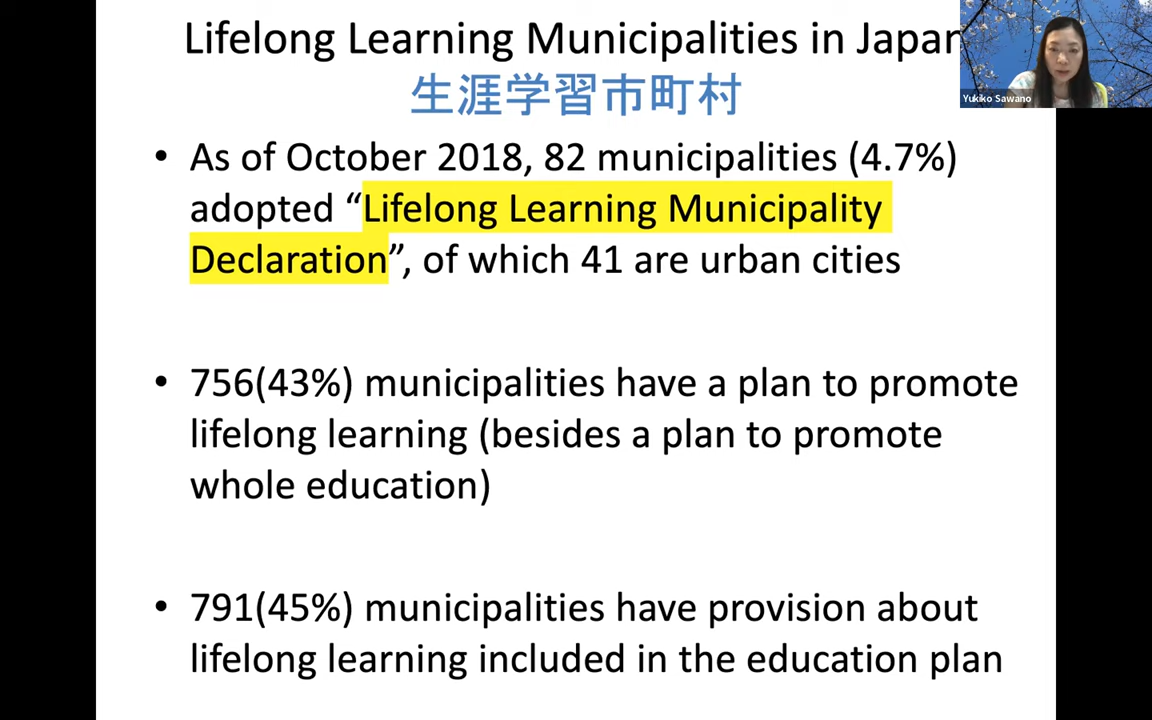 Lifelong Learning Municipalities in Japan
生涯学習市町村
Yukiko Sawano
• As of October 2018, 82 municipalities (4.7%)
adopted “Lifelong Learning Municipality
Declaration”, of which 41 are urban cities
• 756(43%) municipalities have a plan to promote
lifelong learning (besides a plan to promote
whole education)
• 791(45%) municipalities have provision about
lifelong learning included in the education plan